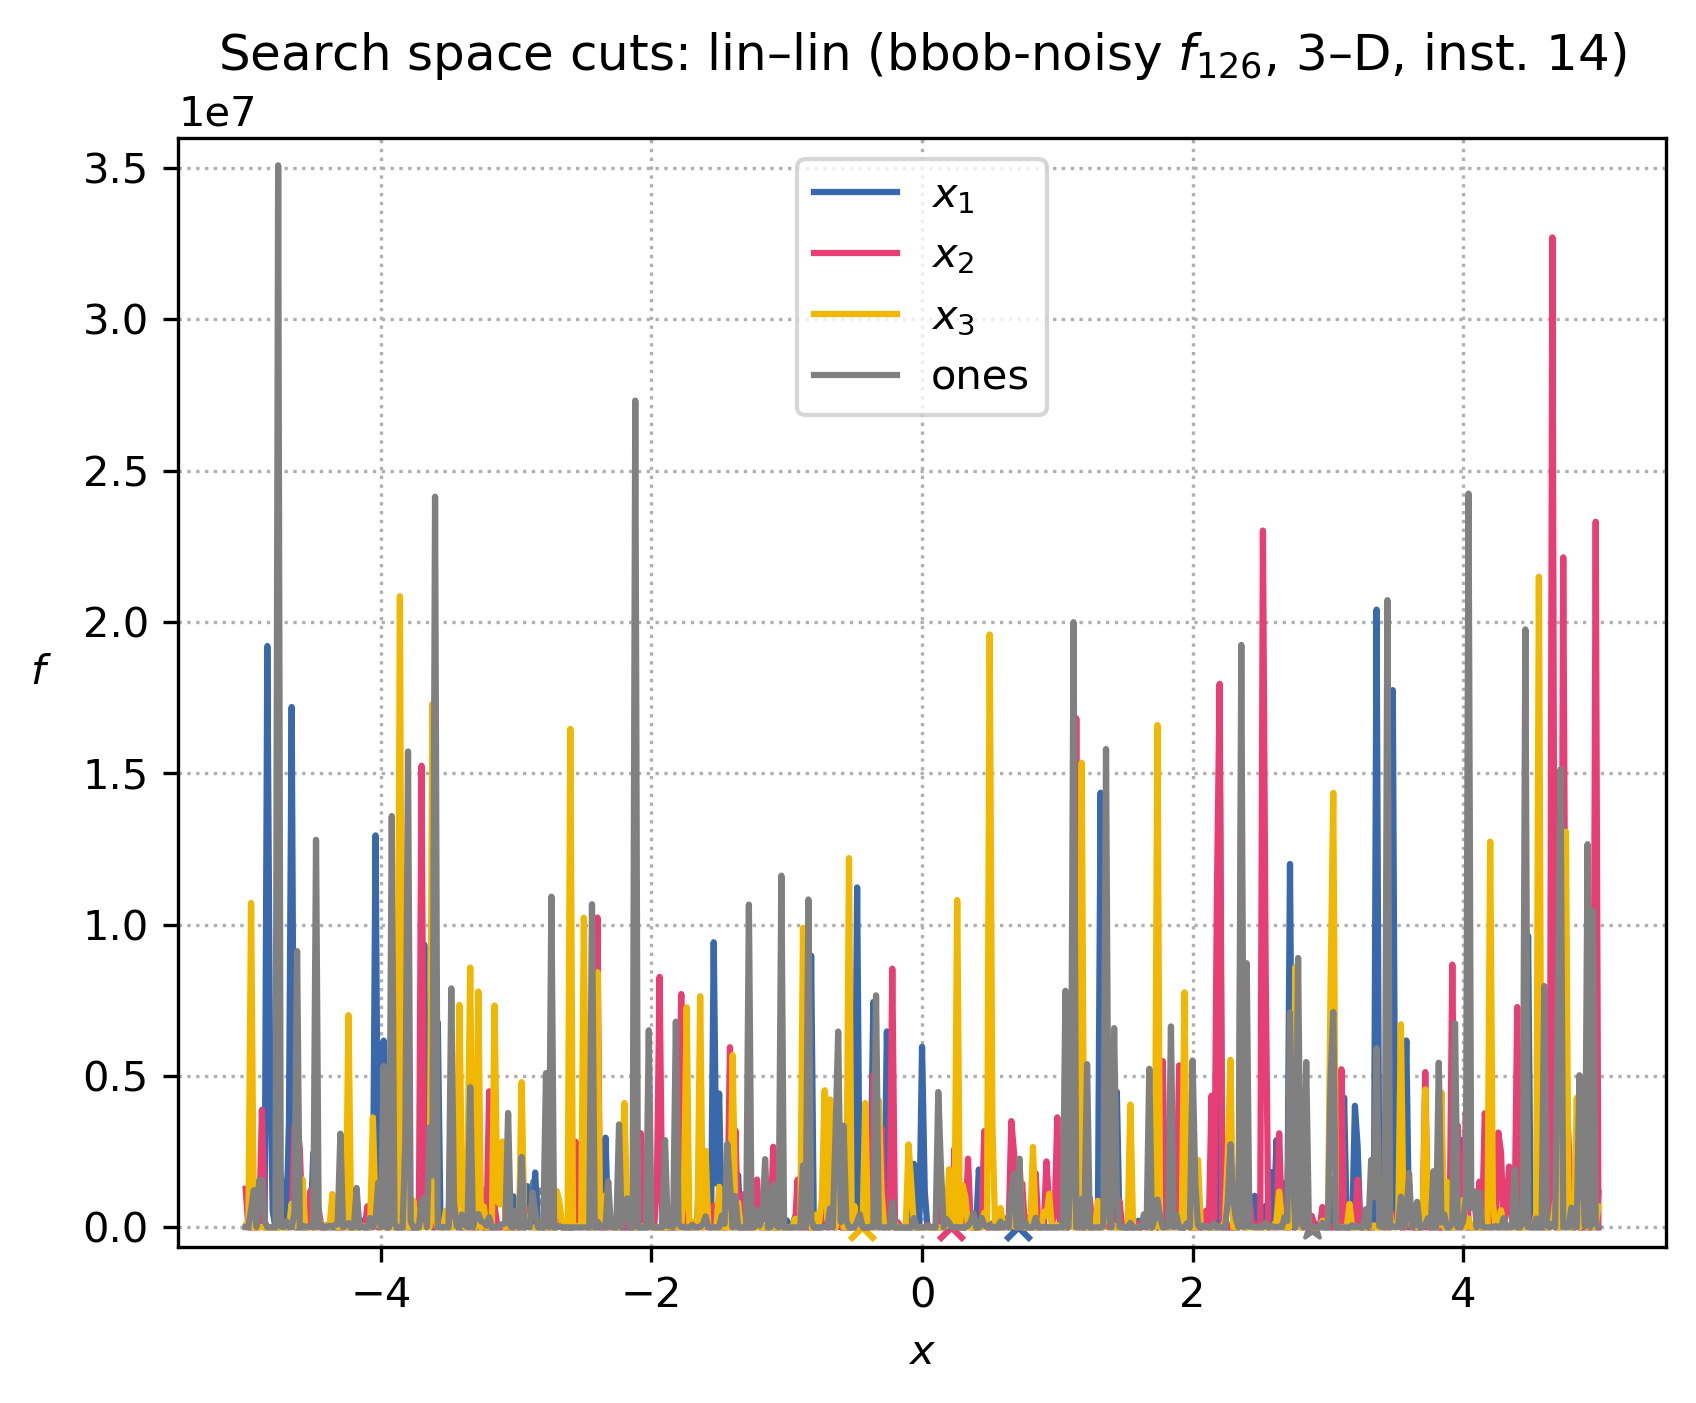 Search space cuts: lin–lin (bbob-noisy f₁₂₆, 3–D, inst. 14)
1e7
3.5
3.0
2.5
2.0
1.5
1.0
0.5
0.0
f
x₁
x₂
x₃
ones
−4 −2 0 2 4
x